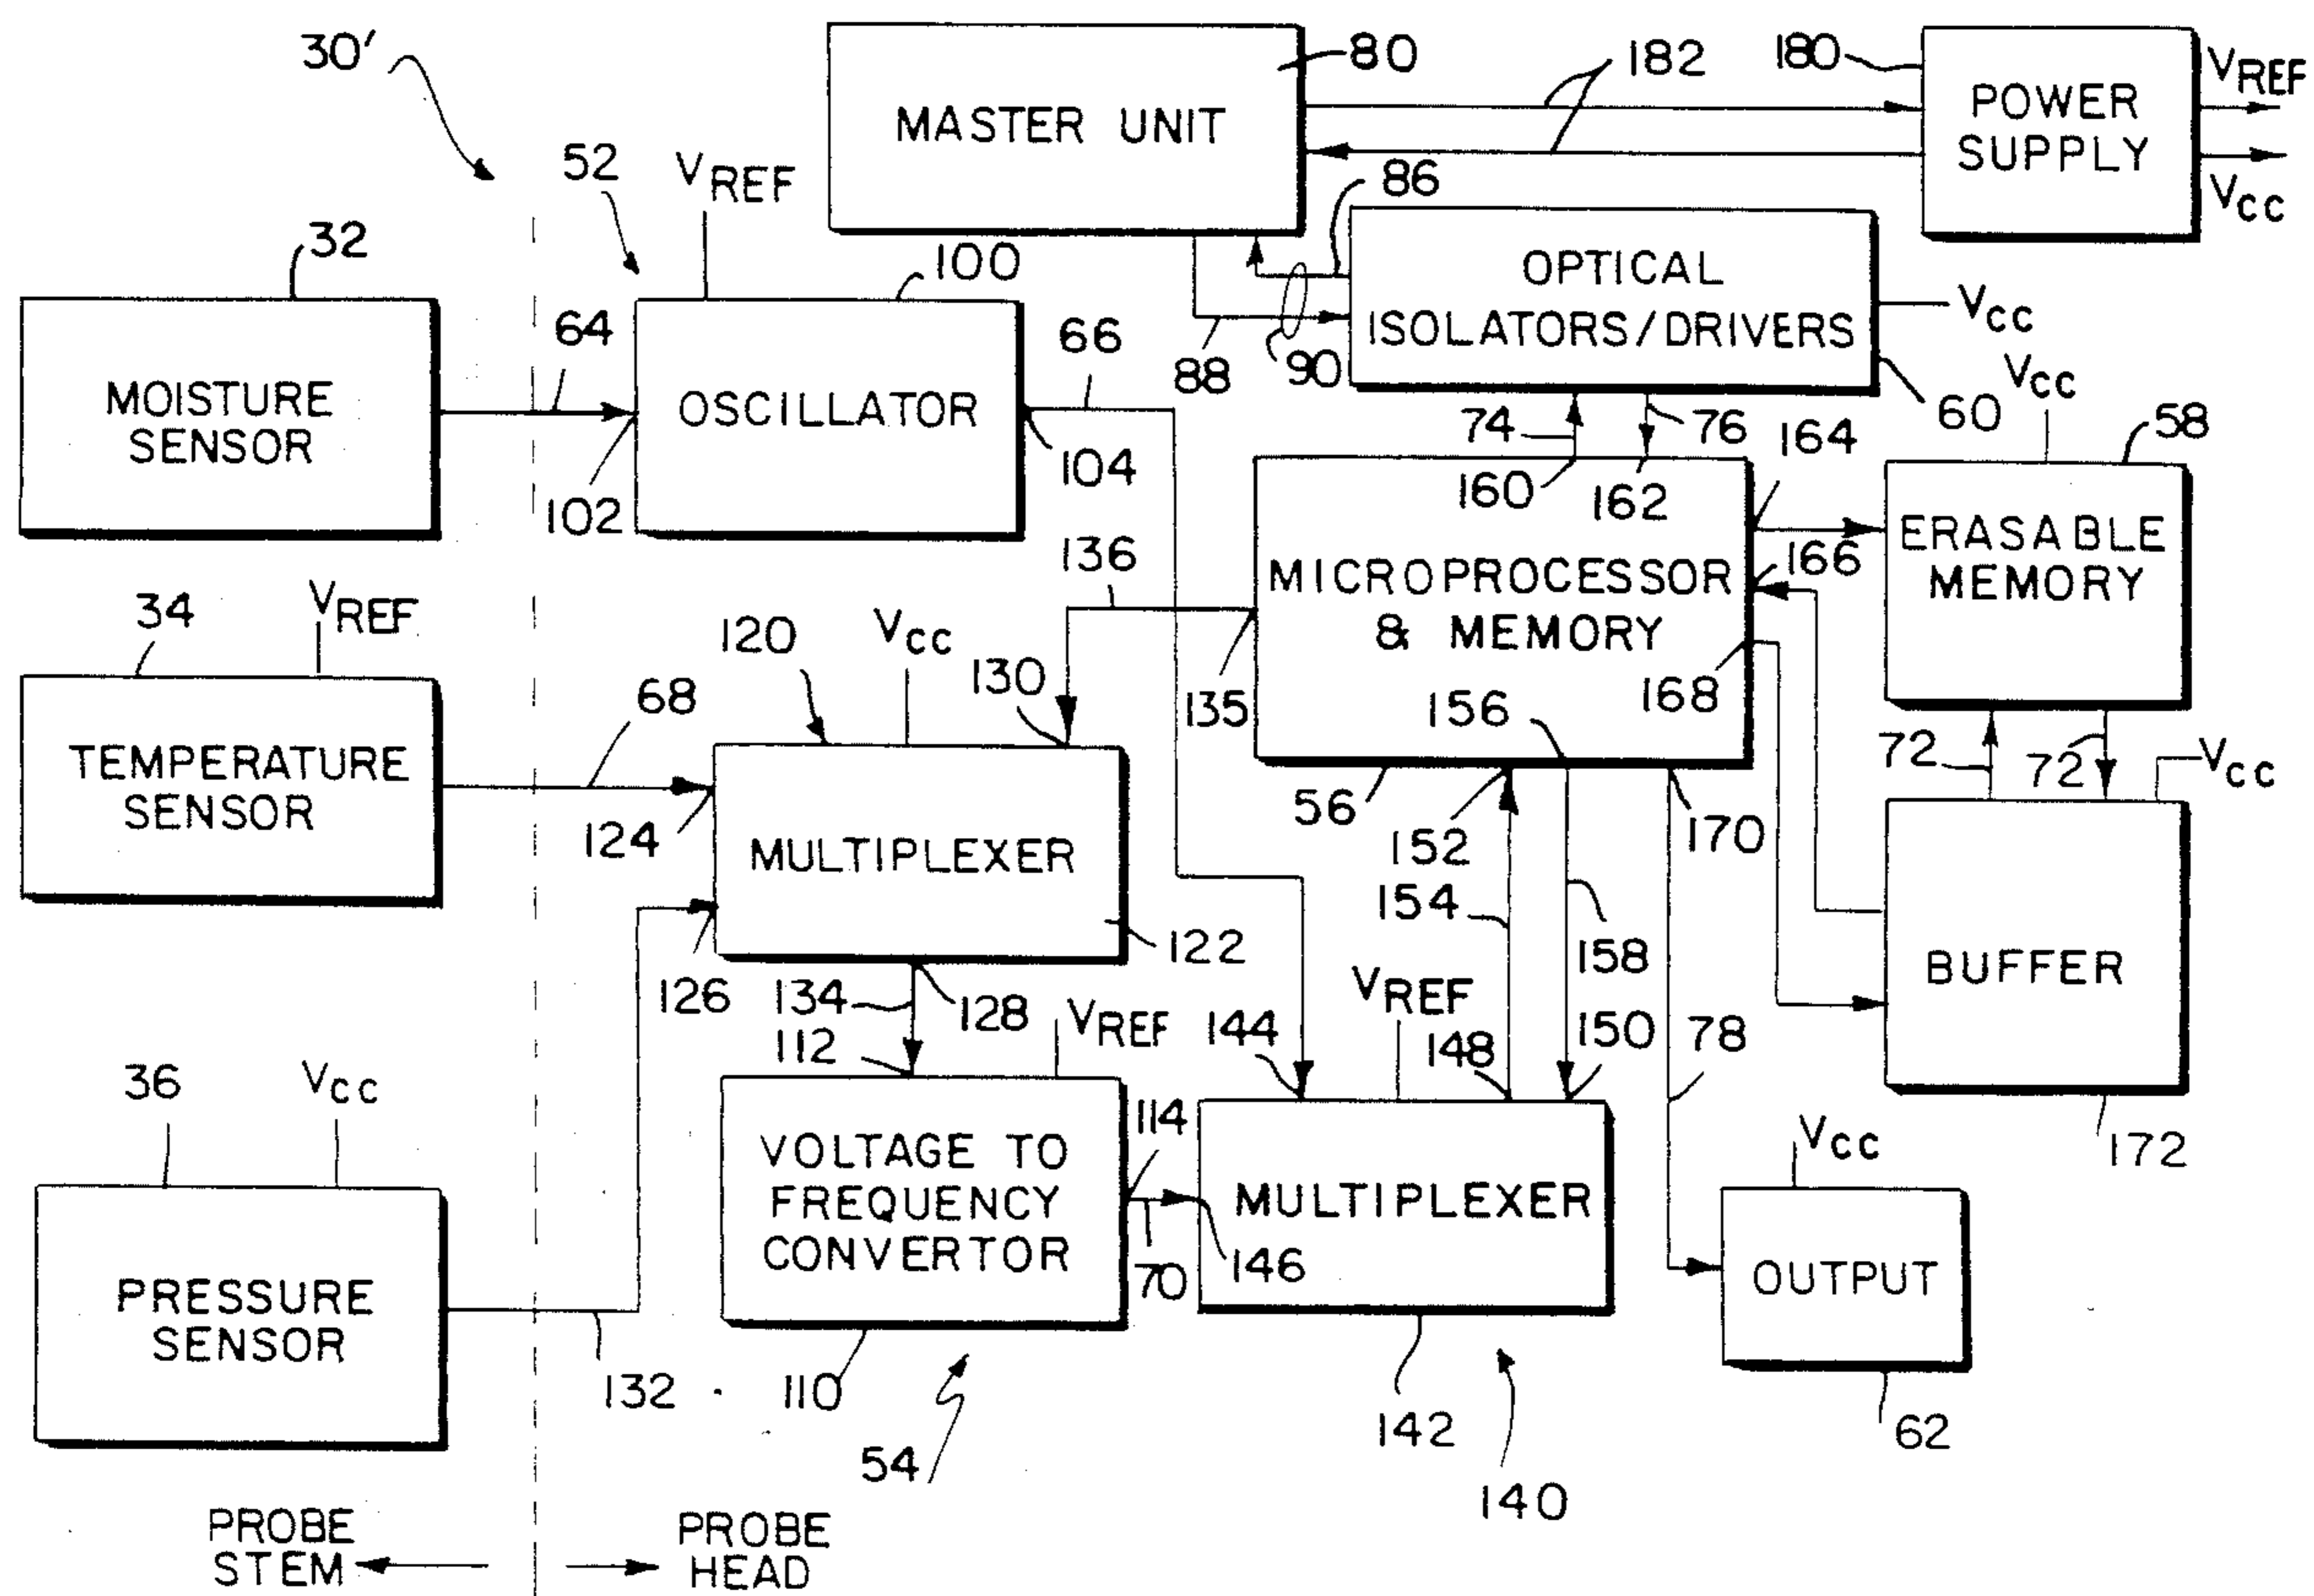 30'
52
V REF
32
64
MOISTURE
SENSOR
102
OSCILLATOR
100
66
104
MASTER UNIT
80
182
180
POWER
SUPPLY
VREF
Vcc
86
88
90
OPTICAL
ISOLATORS/DRIVERS
Vcc
60
74
76
160
162
164
166
168
MICROPROCESSOR
& MEMORY
135
136
56
152
156
170
Vcc
58
ERASABLE
MEMORY
72
72
Vcc
BUFFER
172
34
VREF
TEMPERATURE
SENSOR
68
120
Vcc
130
124
MULTIPLEXER
122
126
134
128
112
VREF
36
Vcc
PRESSURE
SENSOR
132
VOLTAGE TO
FREQUENCY
CONVERTOR
110
54
114
70
144
VREF
148
150
154
158
78
146
MULTIPLEXER
142
140
Vcc
OUTPUT
62
PROBE
STEM
PROBE
HEAD